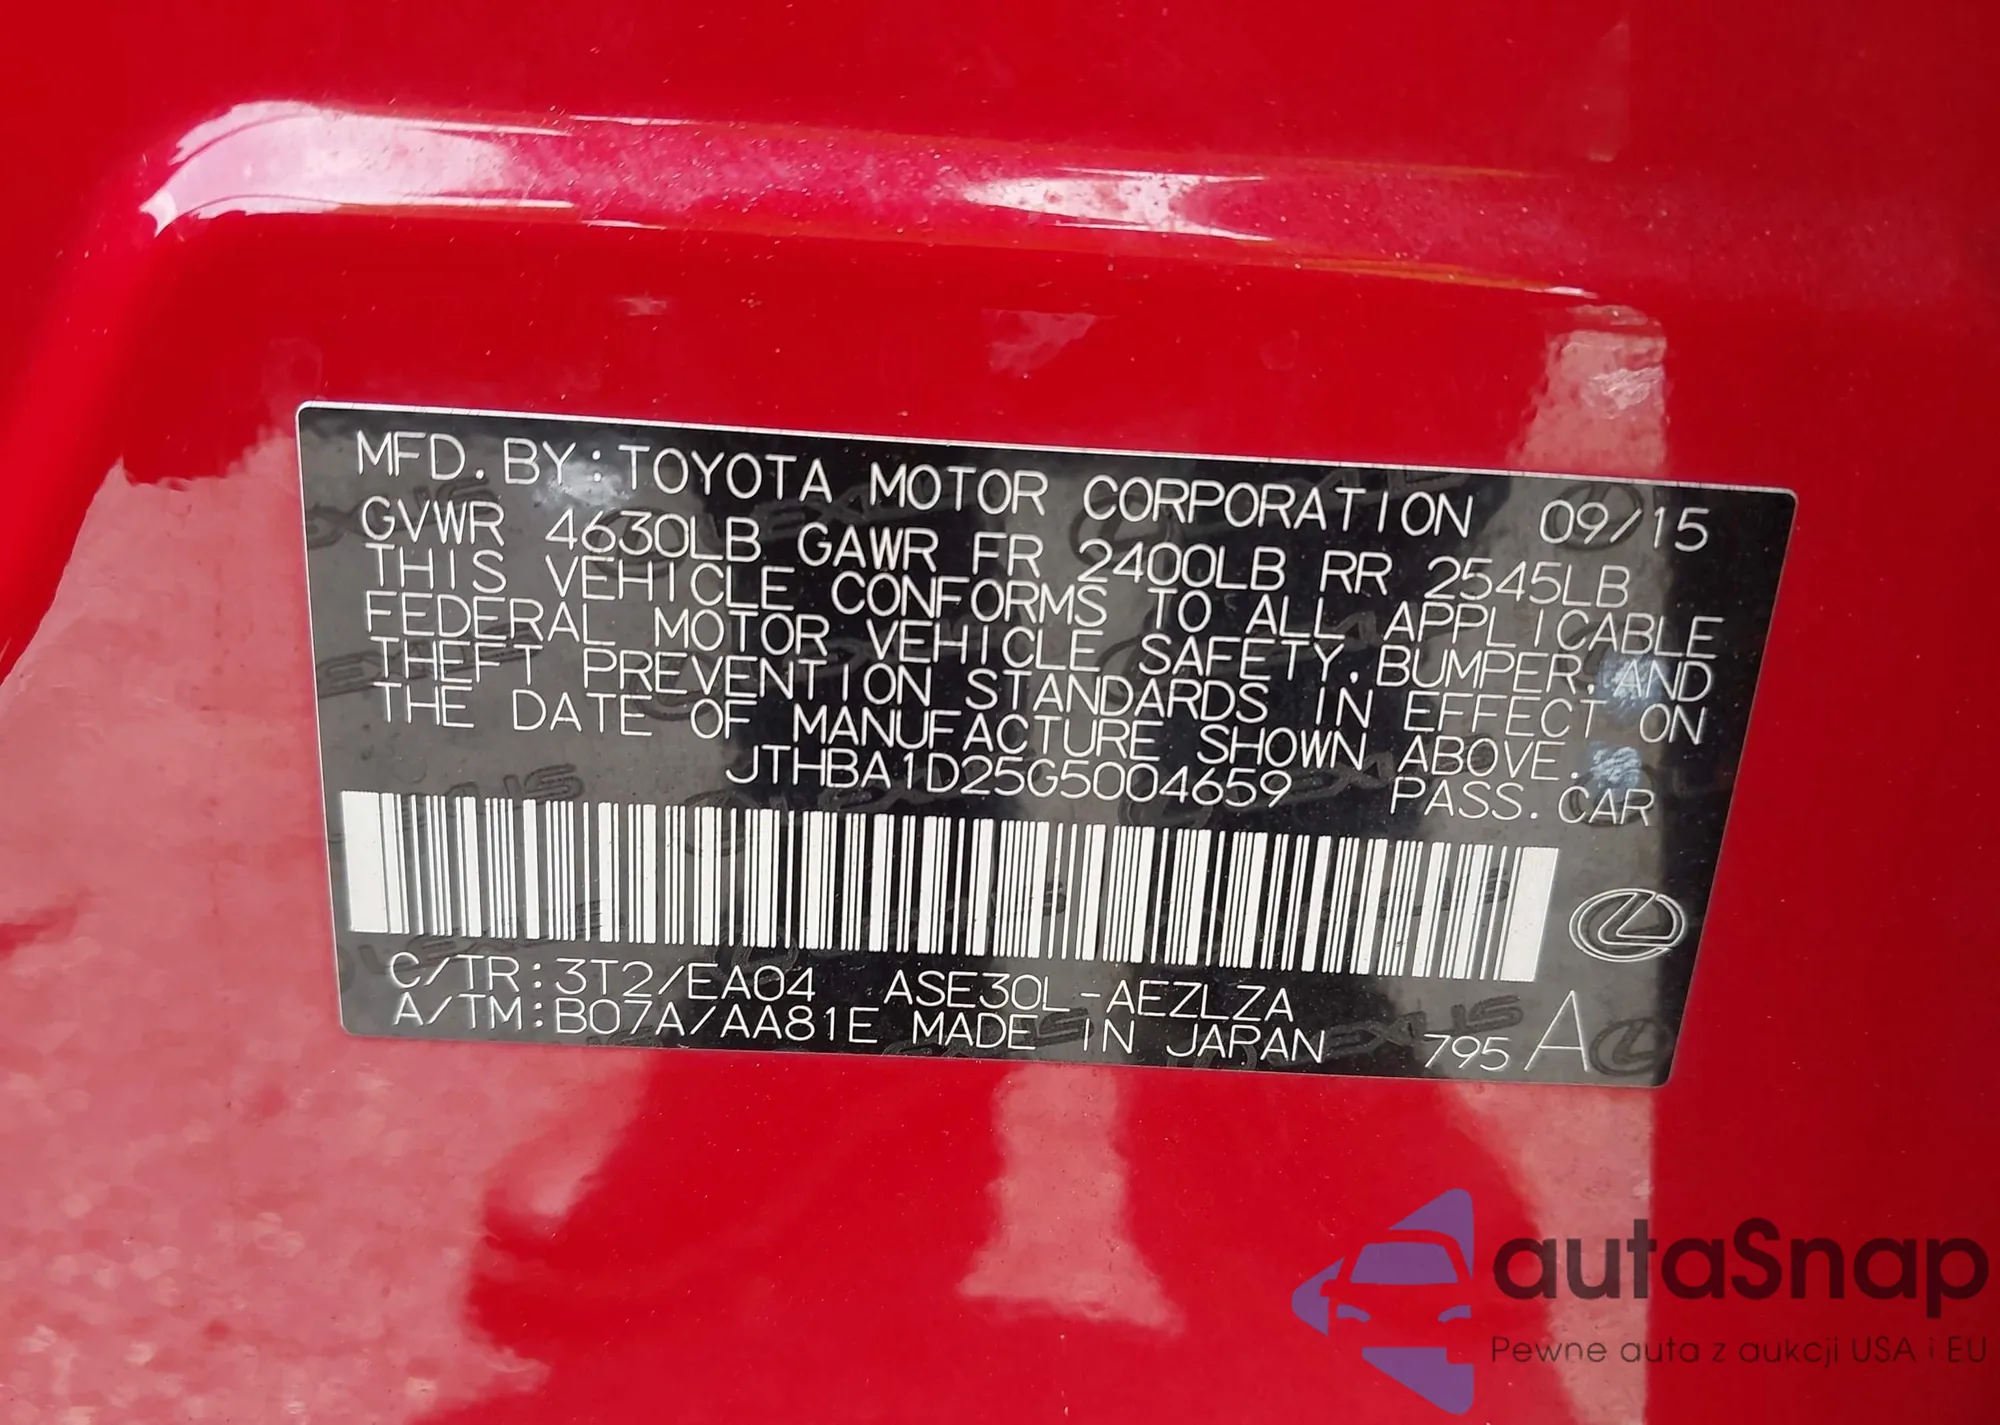 MFD. BY: TOYOTA MOTOR CORPORATION 09/15
GVWR 4630LB GAWR FR 2400LB RR 2545LB
THIS VEHICLE CONFORMS TO ALL APPLICABLE
FEDERAL MOTOR VEHICLE SAFETY, BUMPER, AND
THEFT PREVENTION STANDARDS IN EFFECT ON
THE DATE OF MANUFACTURE SHOWN ABOVE.
JTHBA1D25G5004659 PASS. CAR
C/TR: 3T2/EA04 ASE30L-AEZLZA
A/TM: B07A/AA81E MADE IN JAPAN 795 A
autaSnap
Pewne auta z aukcji USA i EU